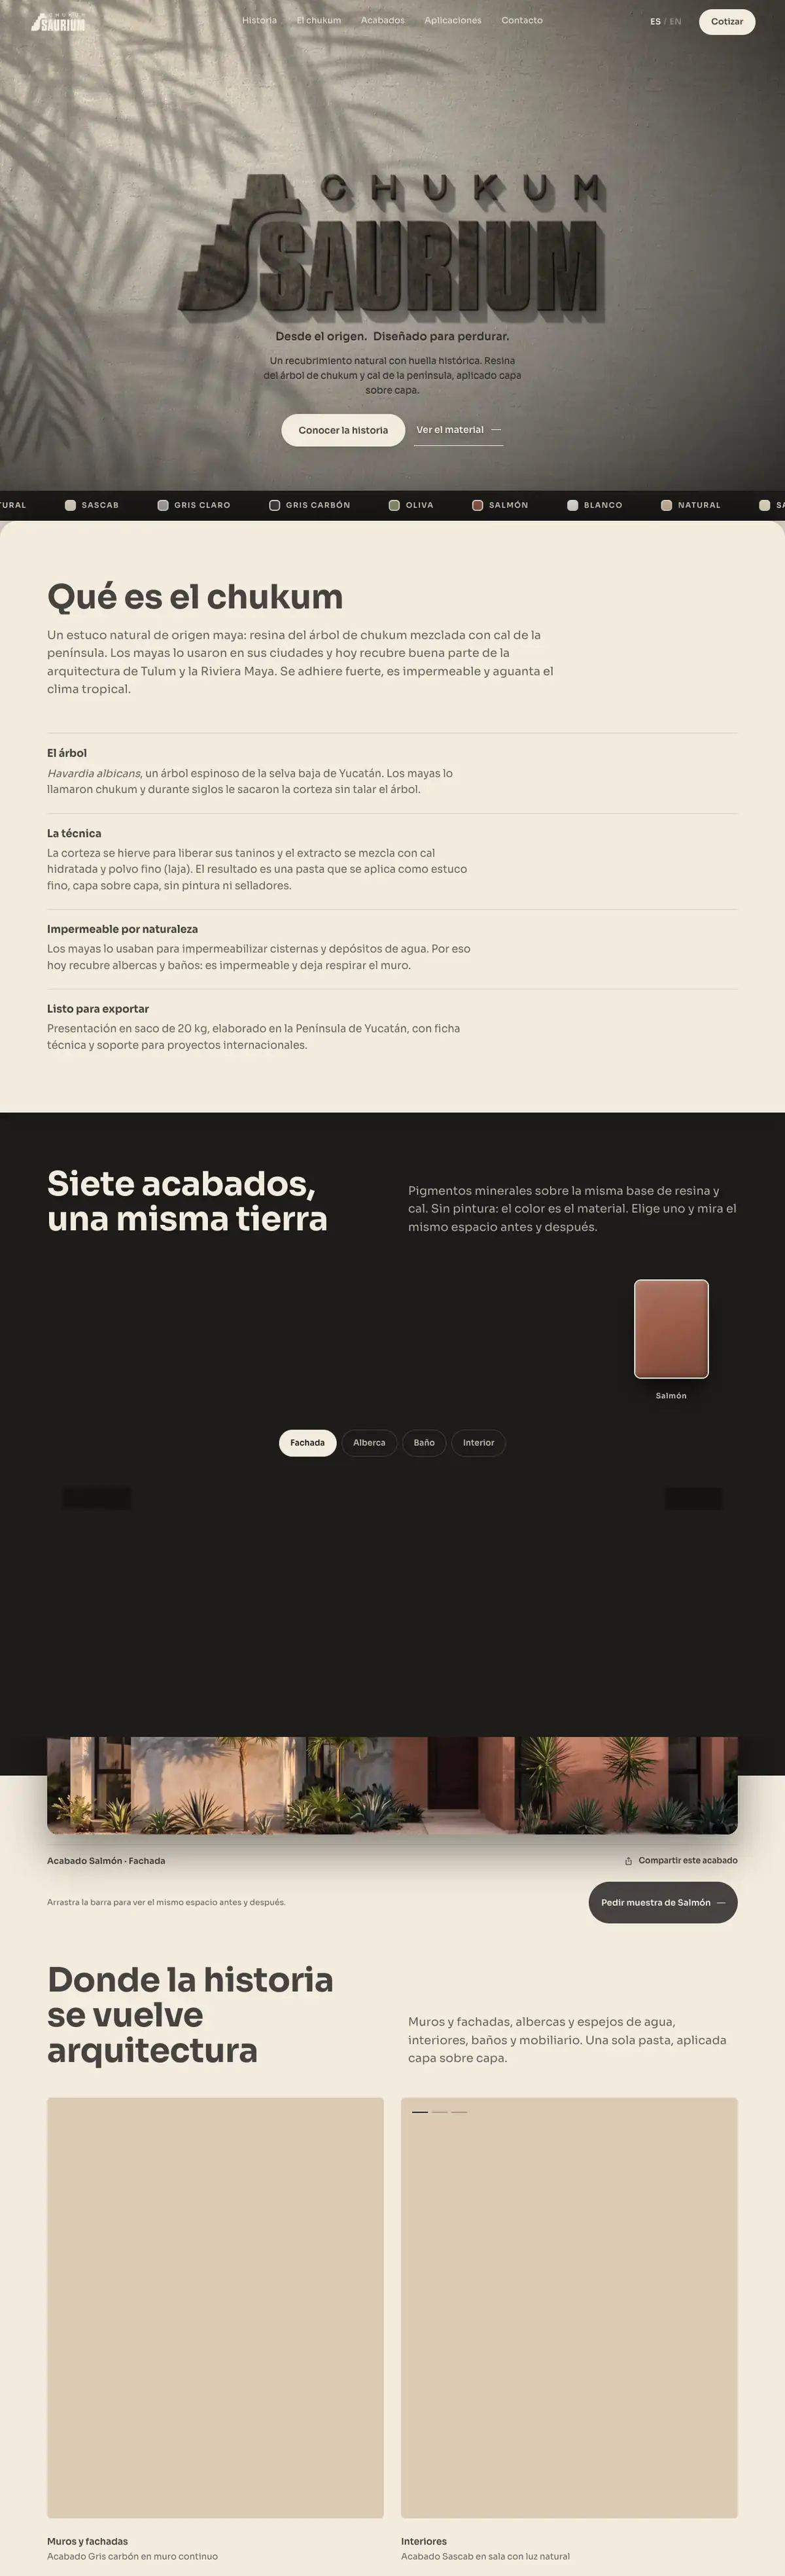 CHUKUM
SAURIUM
Historia
El chukum
Acabados
Aplicaciones
Contacto
ES / EN
Cotizar
CHUKUM
SAURIUM
Desde el origen. Diseñado para perdurar.
Un recubrimiento natural con huella histórica. Resina
del árbol de chukum y cal de la península, aplicado capa
sobre capa.
Conocer la historia
Ver el material —
TURAL
SASCAB
GRIS CLARO
GRIS CARBÓN
OLIVA
SALMÓN
BLANCO
NATURAL
SA
Qué es el chukum
Un estuco natural de origen maya: resina del árbol de chukum mezclada con cal de la
península. Los mayas lo usaron en sus ciudades y hoy recubre buena parte de la
arquitectura de Tulum y la Riviera Maya. Se adhiere fuerte, es impermeable y aguanta el
clima tropical.
El árbol
Havardia albicans, un árbol espinoso de la selva baja de Yucatán. Los mayas lo
llamaron chukum y durante siglos le sacaron la corteza sin talar el árbol.
La técnica
La corteza se hierve para liberar sus taninos y el extracto se mezcla con cal
hidratada y polvo fino (laja). El resultado es una pasta que se aplica como estuco
fino, capa sobre capa, sin pintura ni selladores.
Impermeable por naturaleza
Los mayas lo usaban para impermeabilizar cisternas y depósitos de agua. Por eso
hoy recubre albercas y baños: es impermeable y deja respirar el muro.
Listo para exportar
Presentación en saco de 20 kg, elaborado en la Península de Yucatán, con ficha
técnica y soporte para proyectos internacionales.
Siete acabados,
una misma tierra
Pigmentos minerales sobre la misma base de resina y
cal. Sin pintura: el color es el material. Elige uno y mira el
mismo espacio antes y después.
Salmón
Fachada
Alberca
Baño
Interior
Acabado Salmón · Fachada
Compartir este acabado
Arrastra la barra para ver el mismo espacio antes y después.
Pedir muestra de Salmón —
Donde la historia
se vuelve
arquitectura
Muros y fachadas, albercas y espejos de agua,
interiores, baños y mobiliario. Una sola pasta, aplicada
capa sobre capa.
Muros y fachadas
Acabado Gris carbón en muro continuo
Interiores
Acabado Sascab en sala con luz natural